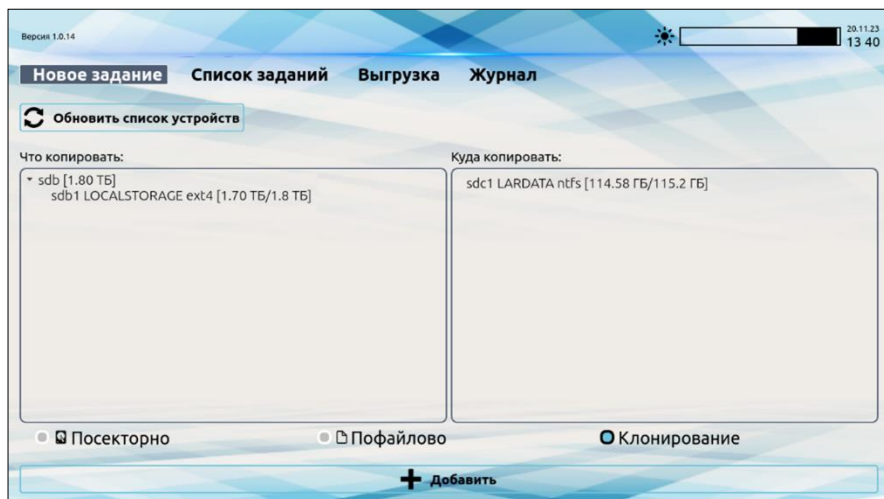 Версия 1.0.14
20.11.23
13 40
Новое задание Список заданий Выгрузка Журнал
Обновить список устройств
Что копировать: Куда копировать:
sdb [1.80 ТБ]
sdb1 LOCALSTORAGE ext4 [1.70 ТБ/1.8 ТБ]
sdc1 LARDATA ntfs [114.58 ГБ/115.2 ГБ]
Посекторно Пофайлово Клонирование
Добавить